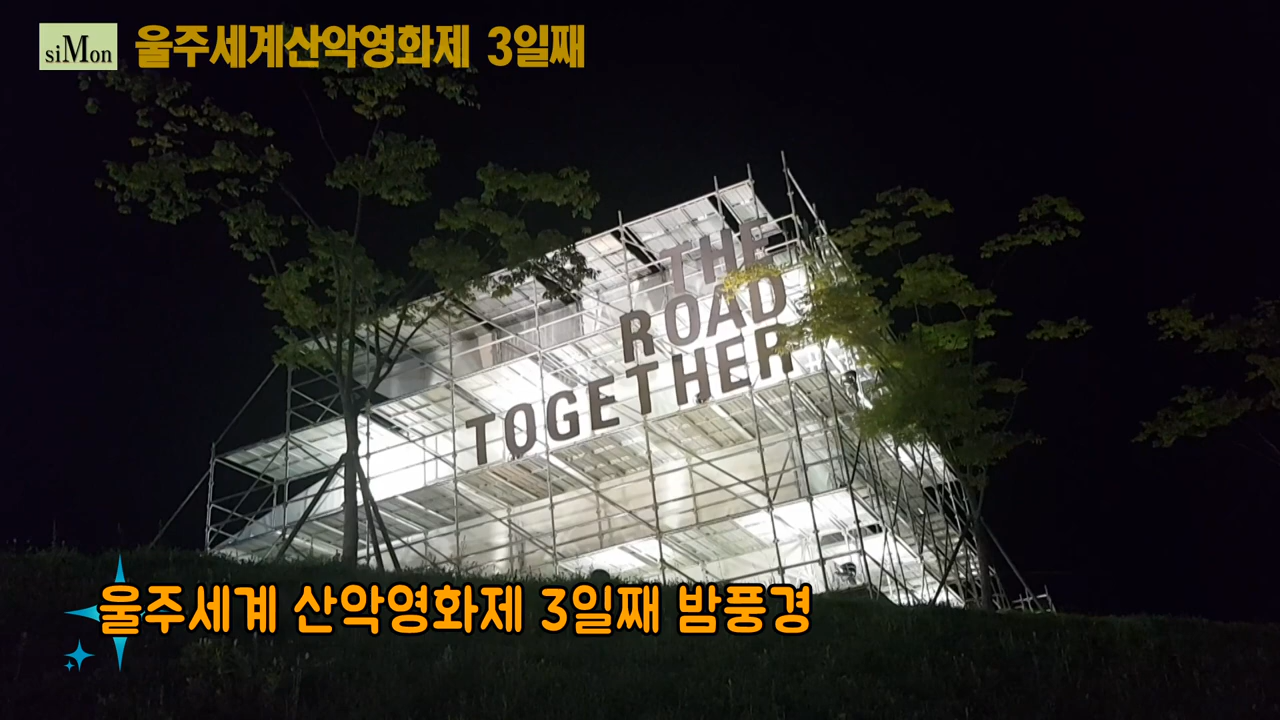 siMon
울주세계산악영화제 3일째
THE
ROAD
TOGETHER
울주세계 산악영화제 3일째 밤풍경